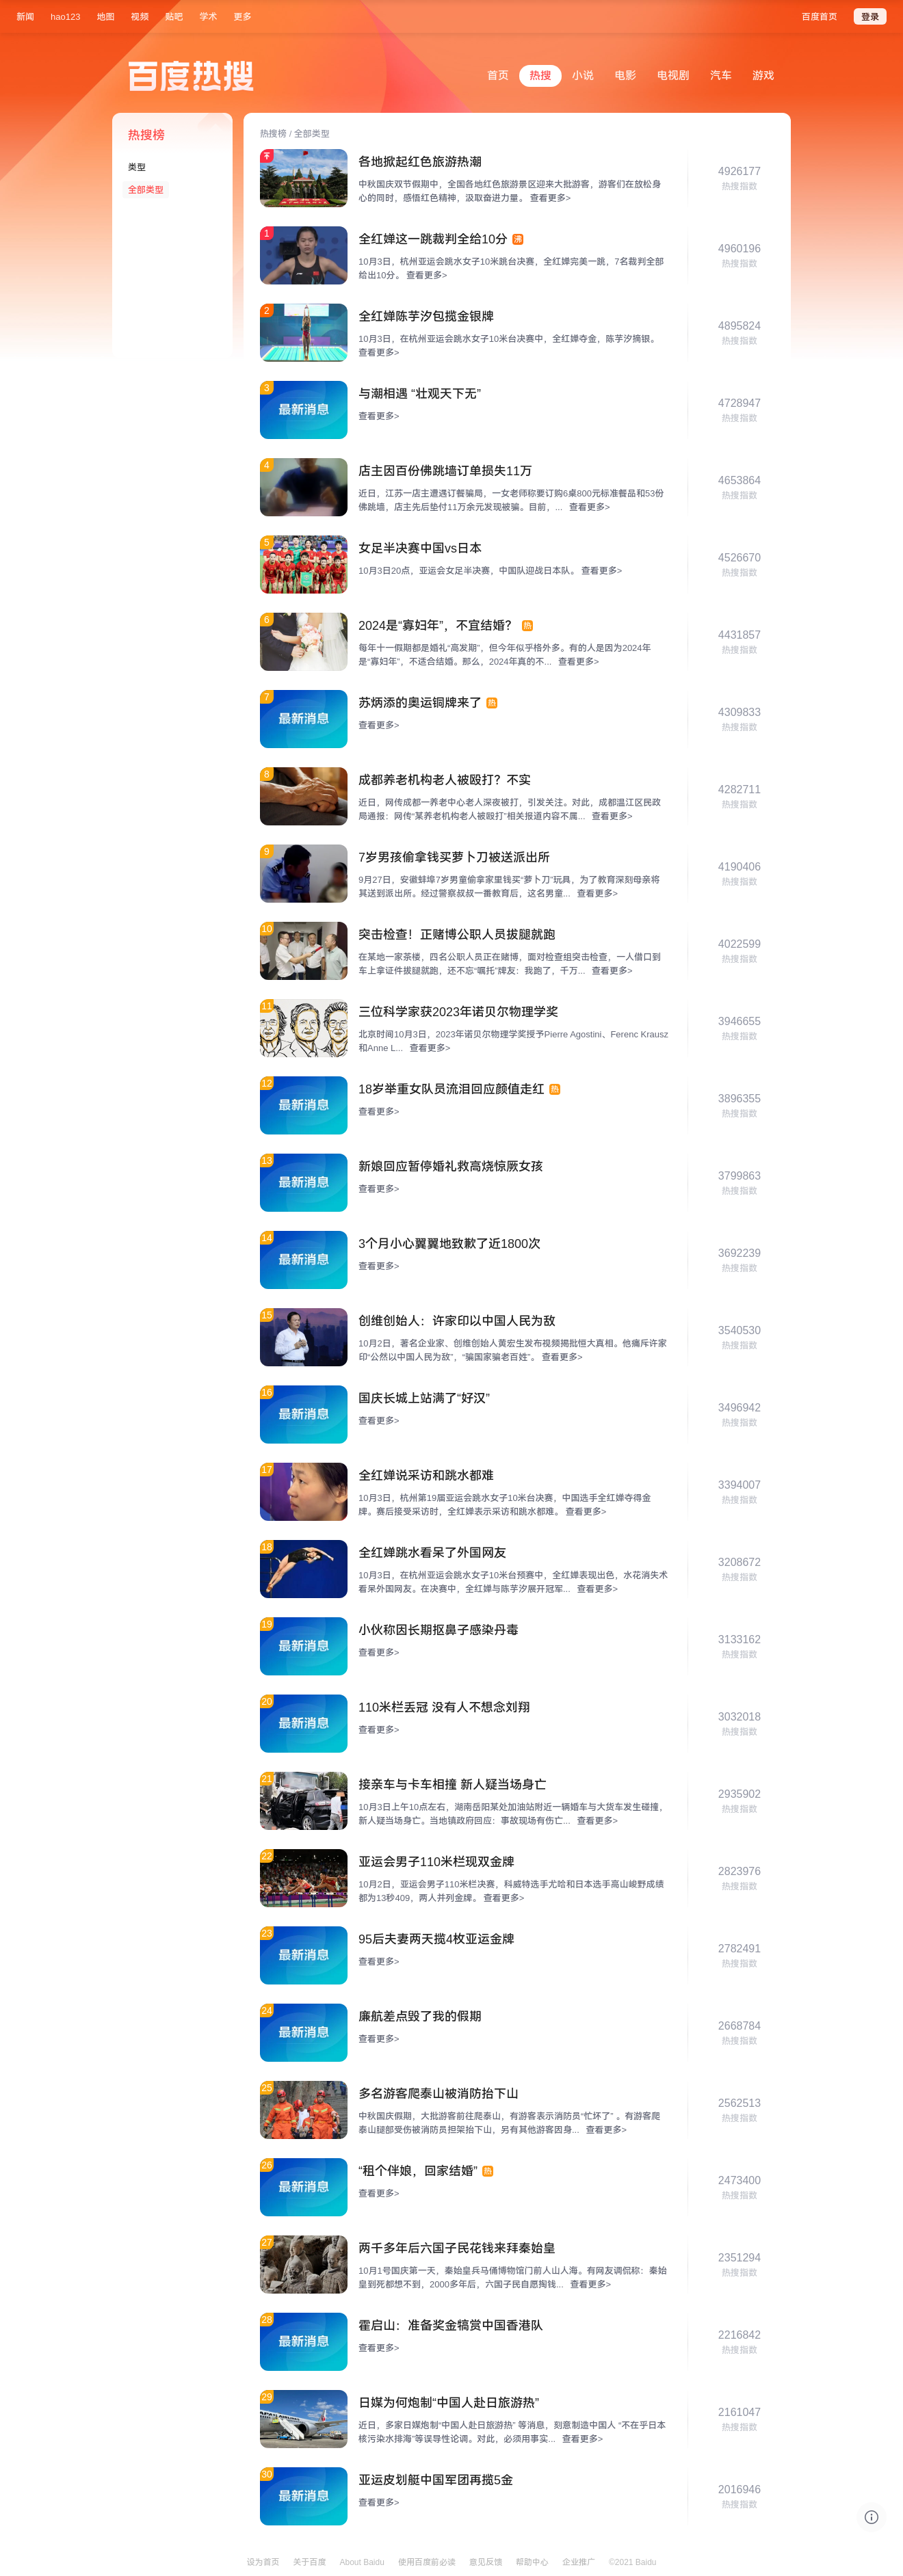 新闻 hao123 地图 视频 贴吧 学术 更多 百度首页 登录
百度热搜
首页 热搜 小说 电影 电视剧 汽车 游戏
热搜榜
类型
全部类型
热搜榜 / 全部类型
各地掀起红色旅游热潮
中秋国庆双节假期中，全国各地红色旅游景区迎来大批游客，游客们在放松身
心的同时，感悟红色精神，汲取奋进力量。 查看更多>
4926177
热搜指数
1
全红婵这一跳裁判全给10分 沸
10月3日，杭州亚运会跳水女子10米跳台决赛，全红婵完美一跳，7名裁判全部
给出10分。 查看更多>
4960196
热搜指数
2
全红婵陈芋汐包揽金银牌
10月3日，在杭州亚运会跳水女子10米台决赛中，全红婵夺金，陈芋汐摘银。
查看更多>
4895824
热搜指数
3
最新消息
与潮相遇 “壮观天下无”
查看更多>
4728947
热搜指数
4
店主因百份佛跳墙订单损失11万
近日，江苏一店主遭遇订餐骗局，一女老师称要订购6桌800元标准餐品和53份
佛跳墙，店主先后垫付11万余元发现被骗。目前，... 查看更多>
4653864
热搜指数
5
女足半决赛中国vs日本
10月3日20点，亚运会女足半决赛，中国队迎战日本队。 查看更多>
4526670
热搜指数
6
2024是“寡妇年”，不宜结婚？ 热
每年十一假期都是婚礼“高发期”，但今年似乎格外多。有的人是因为2024年
是“寡妇年”，不适合结婚。那么，2024年真的不... 查看更多>
4431857
热搜指数
7
最新消息
苏炳添的奥运铜牌来了 热
查看更多>
4309833
热搜指数
8
成都养老机构老人被殴打？不实
近日，网传成都一养老中心老人深夜被打，引发关注。对此，成都温江区民政
局通报：网传“某养老机构老人被殴打”相关报道内容不属... 查看更多>
4282711
热搜指数
9
7岁男孩偷拿钱买萝卜刀被送派出所
9月27日，安徽蚌埠7岁男童偷拿家里钱买“萝卜刀”玩具，为了教育深刻母亲将
其送到派出所。经过警察叔叔一番教育后，这名男童... 查看更多>
4190406
热搜指数
10
突击检查！正赌博公职人员拔腿就跑
在某地一家茶楼，四名公职人员正在赌博，面对检查组突击检查，一人借口到
车上拿证件拔腿就跑，还不忘“嘱托”牌友：我跑了，千万... 查看更多>
4022599
热搜指数
11
三位科学家获2023年诺贝尔物理学奖
北京时间10月3日，2023年诺贝尔物理学奖授予Pierre Agostini、Ferenc Krausz
和Anne L... 查看更多>
3946655
热搜指数
12
最新消息
18岁举重女队员流泪回应颜值走红 热
查看更多>
3896355
热搜指数
13
最新消息
新娘回应暂停婚礼救高烧惊厥女孩
查看更多>
3799863
热搜指数
14
最新消息
3个月小心翼翼地致歉了近1800次
查看更多>
3692239
热搜指数
15
创维创始人：许家印以中国人民为敌
10月2日，著名企业家、创维创始人黄宏生发布视频揭批恒大真相。他痛斥许家
印“公然以中国人民为敌”，“骗国家骗老百姓”。 查看更多>
3540530
热搜指数
16
最新消息
国庆长城上站满了“好汉”
查看更多>
3496942
热搜指数
17
全红婵说采访和跳水都难
10月3日，杭州第19届亚运会跳水女子10米台决赛，中国选手全红婵夺得金
牌。赛后接受采访时，全红婵表示采访和跳水都难。 查看更多>
3394007
热搜指数
18
全红婵跳水看呆了外国网友
10月3日，在杭州亚运会跳水女子10米台预赛中，全红婵表现出色，水花消失术
看呆外国网友。在决赛中，全红婵与陈芋汐展开冠军... 查看更多>
3208672
热搜指数
19
最新消息
小伙称因长期抠鼻子感染丹毒
查看更多>
3133162
热搜指数
20
最新消息
110米栏丢冠 没有人不想念刘翔
查看更多>
3032018
热搜指数
21
接亲车与卡车相撞 新人疑当场身亡
10月3日上午10点左右，湖南岳阳某处加油站附近一辆婚车与大货车发生碰撞，
新人疑当场身亡。当地镇政府回应：事故现场有伤亡... 查看更多>
2935902
热搜指数
22
亚运会男子110米栏现双金牌
10月2日，亚运会男子110米栏决赛，科威特选手尤哈和日本选手高山峻野成绩
都为13秒409，两人并列金牌。 查看更多>
2823976
热搜指数
23
最新消息
95后夫妻两天揽4枚亚运金牌
查看更多>
2782491
热搜指数
24
最新消息
廉航差点毁了我的假期
查看更多>
2668784
热搜指数
25
多名游客爬泰山被消防抬下山
中秋国庆假期，大批游客前往爬泰山，有游客表示消防员“忙坏了” 。有游客爬
泰山腿部受伤被消防员担架抬下山，另有其他游客因身... 查看更多>
2562513
热搜指数
26
最新消息
“租个伴娘，回家结婚” 热
查看更多>
2473400
热搜指数
27
两千多年后六国子民花钱来拜秦始皇
10月1号国庆第一天，秦始皇兵马俑博物馆门前人山人海。有网友调侃称：秦始
皇到死都想不到，2000多年后，六国子民自愿掏钱... 查看更多>
2351294
热搜指数
28
最新消息
霍启山：准备奖金犒赏中国香港队
查看更多>
2216842
热搜指数
29
日媒为何炮制“中国人赴日旅游热”
近日，多家日媒炮制“中国人赴日旅游热” 等消息，刻意制造中国人 “不在乎日本
核污染水排海”等误导性论调。对此，必须用事实... 查看更多>
2161047
热搜指数
30
最新消息
亚运皮划艇中国军团再揽5金
查看更多>
2016946
热搜指数
设为首页 关于百度 About Baidu 使用百度前必读 意见反馈 帮助中心 企业推广 ©2021 Baidu